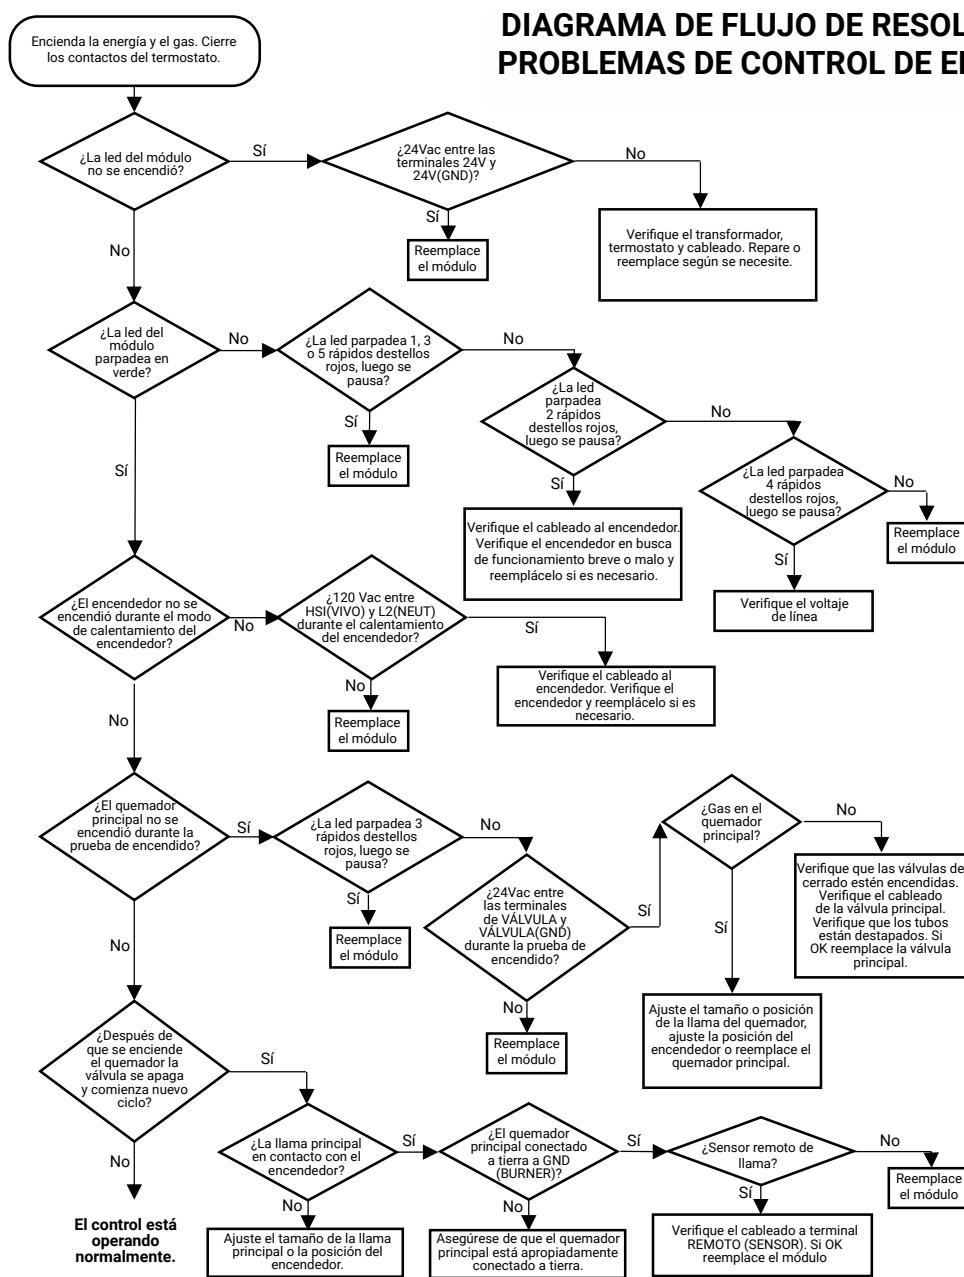 DIAGRAMA DE FLUJO DE RESOL
PROBLEMAS DE CONTROL DE
Encienda la energía y el gas. Cierre
los contactos del termostato.
¿La led del módulo
no se encendió?
Sí
¿24Vac entre las
terminales 24V y
24V(GND)?
No
Sí
Reemplace
el módulo
Verifique el transformador,
termostato y cableado. Repare o
reemplace según se necesite.
No
¿La led del
módulo
parpadea en
verde?
No
¿La led parpadea 1, 3
o 5 rápidos destellos
rojos, luego se
pausa?
No
Sí
Reemplace
el módulo
¿La led
parpadea
2 rápidos
destellos rojos,
luego se pausa?
No
Sí
Verifique el cableado al encendedor.
Verifique el encendedor en busca
de funcionamiento breve o malo y
reemplácelo si es necesario.
¿La led parpadea
4 rápidos
destellos rojos,
luego se pausa?
No
Reemplace
el módulo
Sí
Verifique el voltaje
de línea
Sí
¿El encendedor no se
encendió durante el modo
de calentamiento del
encendedor?
No
¿120 Vac entre
HSI(VIVO) y L2(NEUT)
durante el calentamiento
del encendedor?
Sí
Verifique el cableado al
encendedor. Verifique el
encendedor y reemplácelo si es
necesario.
No
Reemplace
el módulo
No
¿El quemador
principal no se
encendió durante la
prueba de encendido?
Sí
¿La led parpadea 3
rápidos destellos
rojos, luego se
pausa?
No
Sí
Reemplace
el módulo
¿24Vac entre
las terminales
de VÁLVULA y
VÁLVULA(GND)
durante la prueba de
encendido?
Sí
No
Reemplace
el módulo
¿Gas en el
quemador
principal?
No
Verifique que las válvulas de
cerrado estén encendidas.
Verifique el cableado
de la válvula principal.
Verifique que los tubos
están destapados. Si
OK reemplace la válvula
principal.
Sí
Ajuste el tamaño o posición
de la llama del quemador,
ajuste la posición del
encendedor o reemplace el
quemador principal.
No
¿Después de
que se enciende
el quemador la
válvula se apaga
y comienza nuevo
ciclo?
Sí
¿La llama principal
en contacto con el
encendedor?
Sí
No
Ajuste el tamaño de la llama
principal o la posición del
encendedor.
¿El quemador
principal conectado
a tierra a GND
(BURNER)?
Sí
No
Asegúrese de que el quemador
principal está apropiadamente
conectado a tierra.
¿Sensor remoto de
llama?
No
Reemplace
el módulo
Sí
Verifique el cableado a terminal
REMOTO (SENSOR). Si OK
reemplace el módulo
No
El control está
operando
normalmente.